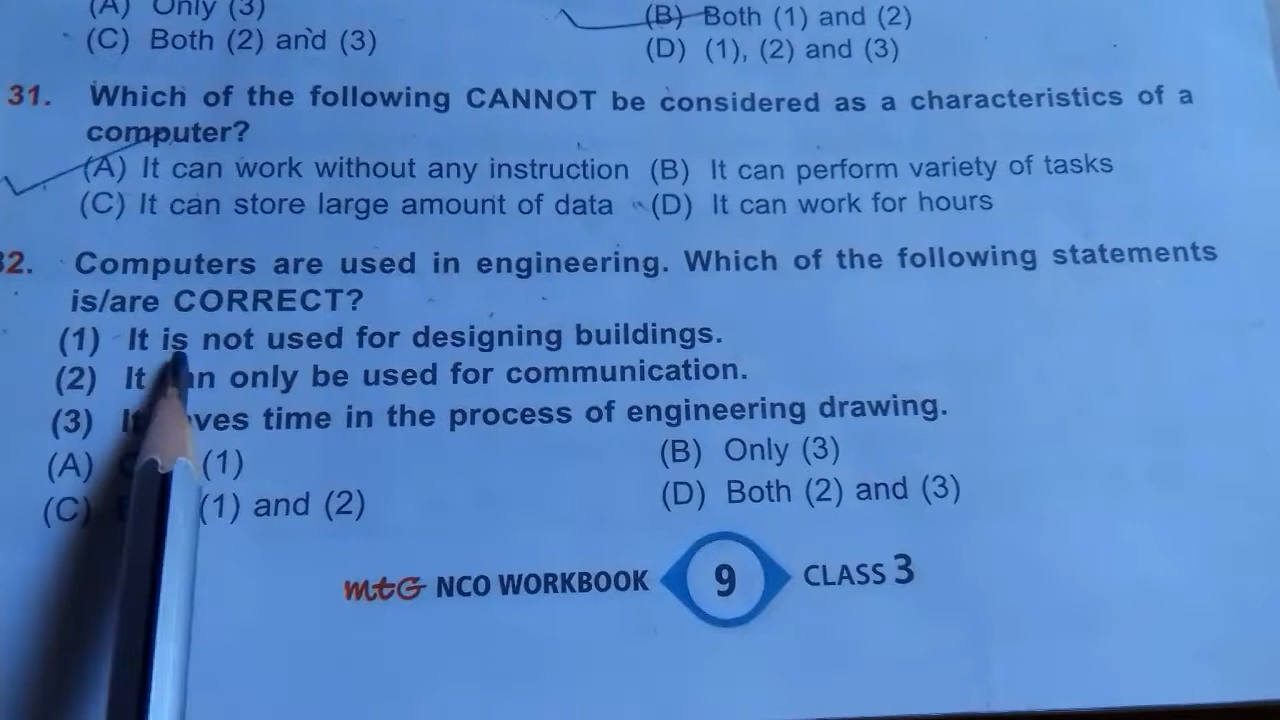 (A) Only (3)
(B) Both (1) and (2)
(C) Both (2) and (3)
(D) (1), (2) and (3)
31. Which of the following CANNOT be considered as a characteristics of a
computer?
(A) It can work without any instruction (B) It can perform variety of tasks
(C) It can store large amount of data (D) It can work for hours
32. Computers are used in engineering. Which of the following statements
is/are CORRECT?
(1) It is not used for designing buildings.
(2) It can only be used for communication.
(3) It saves time in the process of engineering drawing.
(A) (1)
(B) Only (3)
(C) (1) and (2)
(D) Both (2) and (3)
mtG NCO WORKBOOK 9 CLASS 3